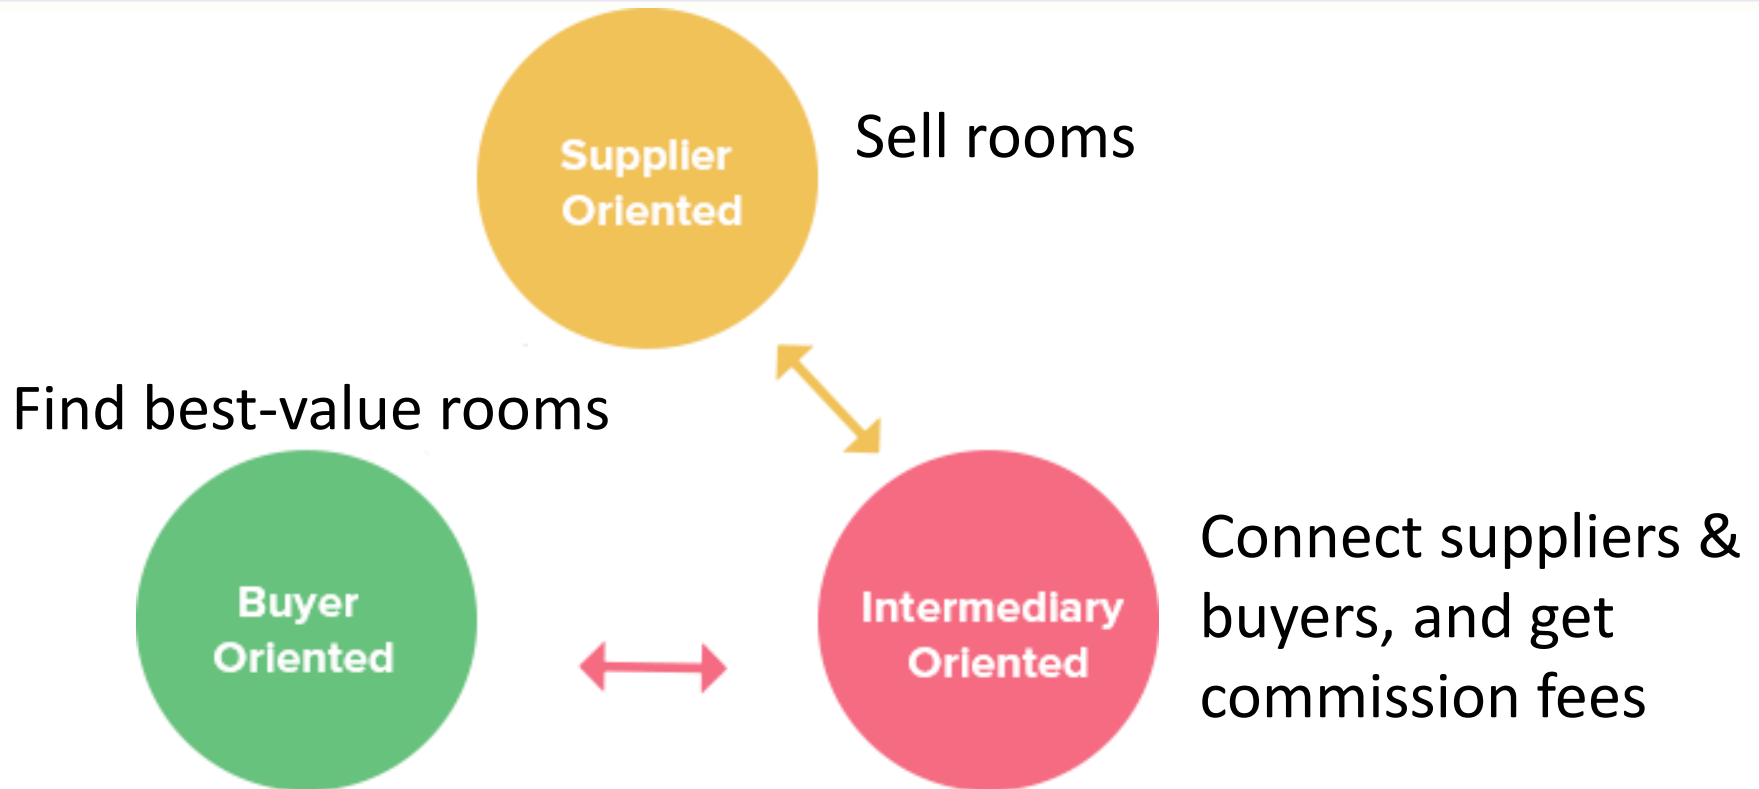 Supplier
Oriented
Sell rooms
Find best-value rooms
Buyer
Oriented
Intermediary
Oriented
Connect suppliers &
buyers, and get
commission fees